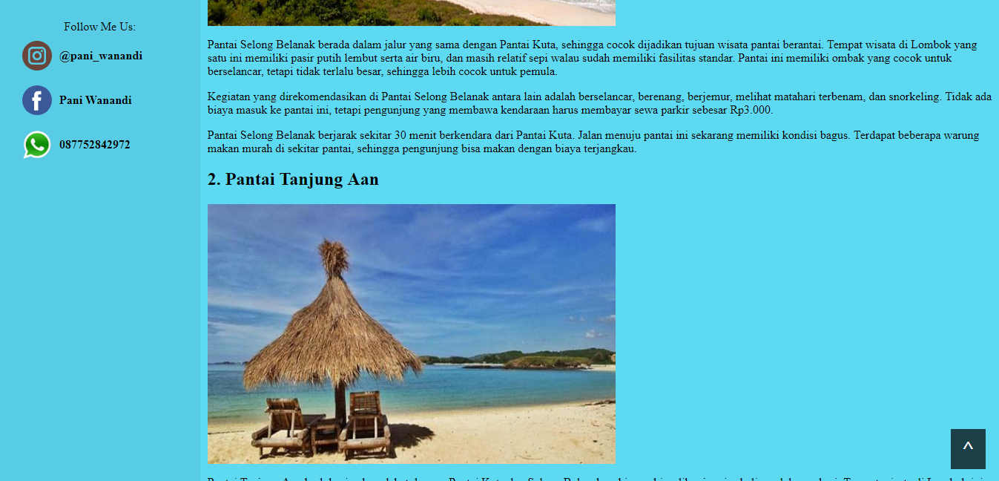 Follow Me Us:
@pani_wanandi
Pani Wanandi
087752842972
Pantai Selong Belanak berada dalam jalur yang sama dengan Pantai Kuta, sehingga cocok dijadikan tujuan wisata pantai berantai. Tempat wisata di Lombok yang
satu ini memiliki pasir putih lembut serta air biru, dan masih relatif sepi walau sudah memiliki fasilitas standar. Pantai ini memiliki ombak yang cocok untuk
berselancar, tetapi tidak terlalu besar, sehingga lebih cocok untuk pemula.
Kegiatan yang direkomendasikan di Pantai Selong Belanak antara lain adalah berselancar, berenang, berjemur, melihat matahari terbenam, dan snorkeling. Tidak ada
biaya masuk ke pantai ini, tetapi pengunjung yang membawa kendaraan harus membayar sewa parkir sebesar Rp3.000.
Pantai Selong Belanak berjarak sekitar 30 menit berkendara dari Pantai Kuta. Jalan menuju pantai ini sekarang memiliki kondisi bagus. Terdapat beberapa warung
makan murah di sekitar pantai, sehingga pengunjung bisa makan dengan biaya terjangkau.
2. Pantai Tanjung Aan
^